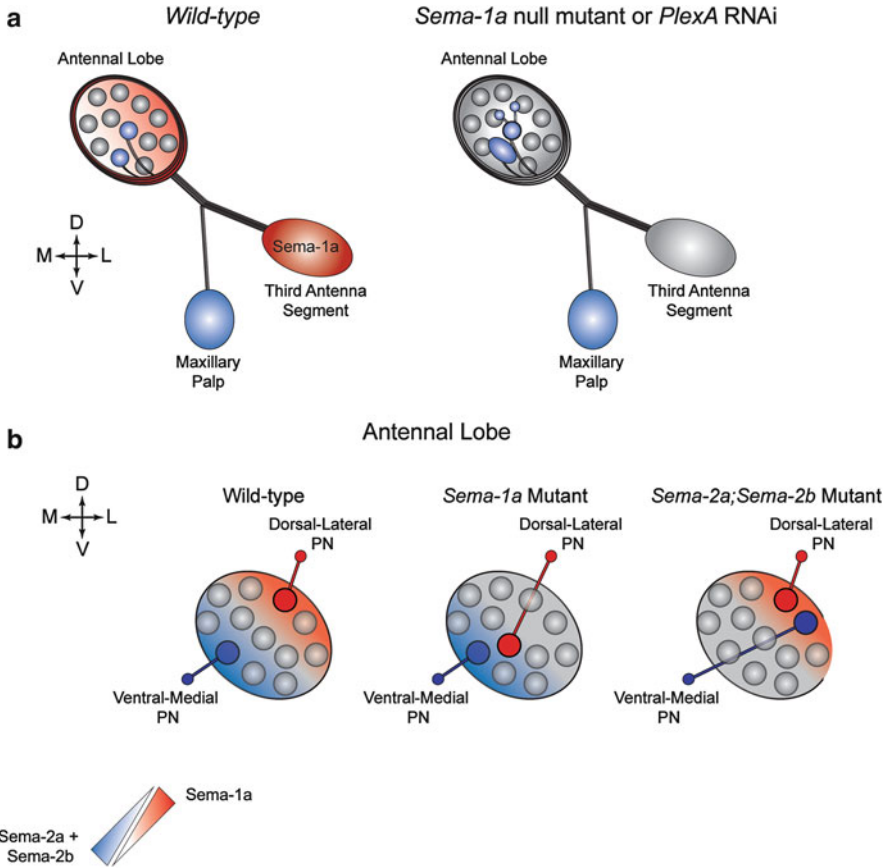 a
Wild-type
Sema-1a null mutant or PlexA RNAi
Antennal Lobe
Antennal Lobe
D
M
L
V
Sema-1a
Third Antenna
Segment
Maxillary
Palp
Third Antenna
Segment
Maxillary
Palp
b
Antennal Lobe
D
M
L
V
Wild-type
Dorsal-Lateral
PN
Ventral-Medial
PN
Sema-1a Mutant
Dorsal-Lateral
PN
Ventral-Medial
PN
Sema-2a;Sema-2b Mutant
Dorsal-Lateral
PN
Ventral-Medial
PN
Sema-1a
Sema-2a +
Sema-2b